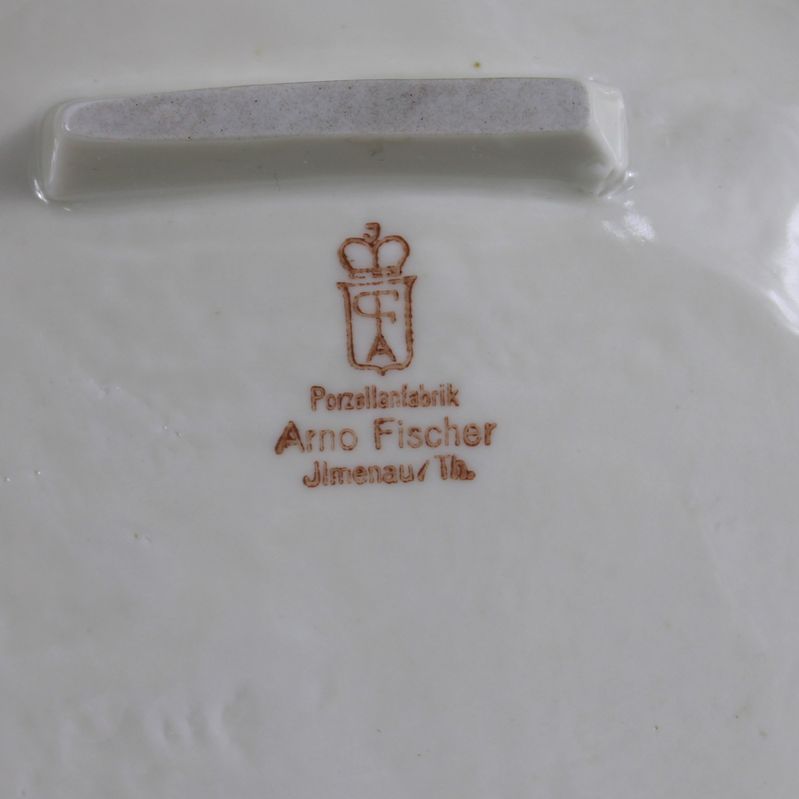 J
F
A
Porzellanfabrik
Arno Fischer
Jlmenau/Th.